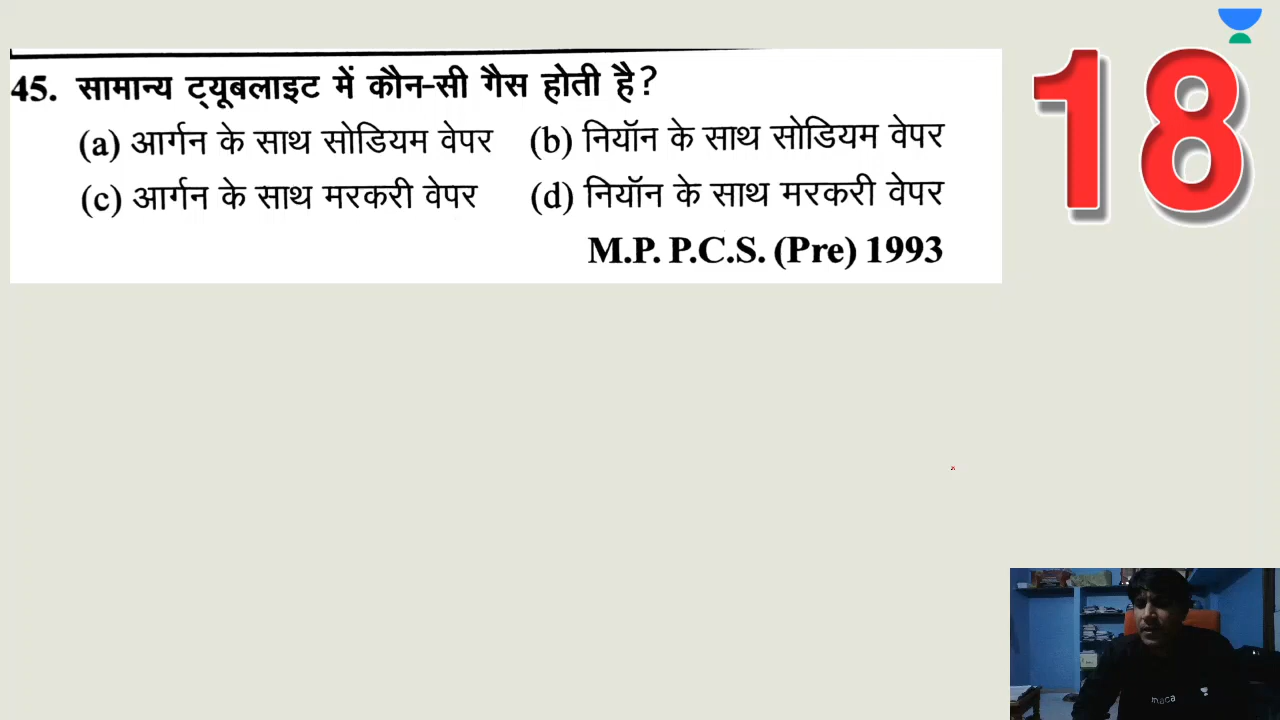 45. सामान्य ट्यूबलाइट में कौन-सी गैस होती है?
(a) आर्गन के साथ सोडियम वेपर (b) नियॉन के साथ सोडियम वेपर
(c) आर्गन के साथ मरकरी वेपर (d) नियॉन के साथ मरकरी वेपर
M.P. P.C.S. (Pre) 1993
18